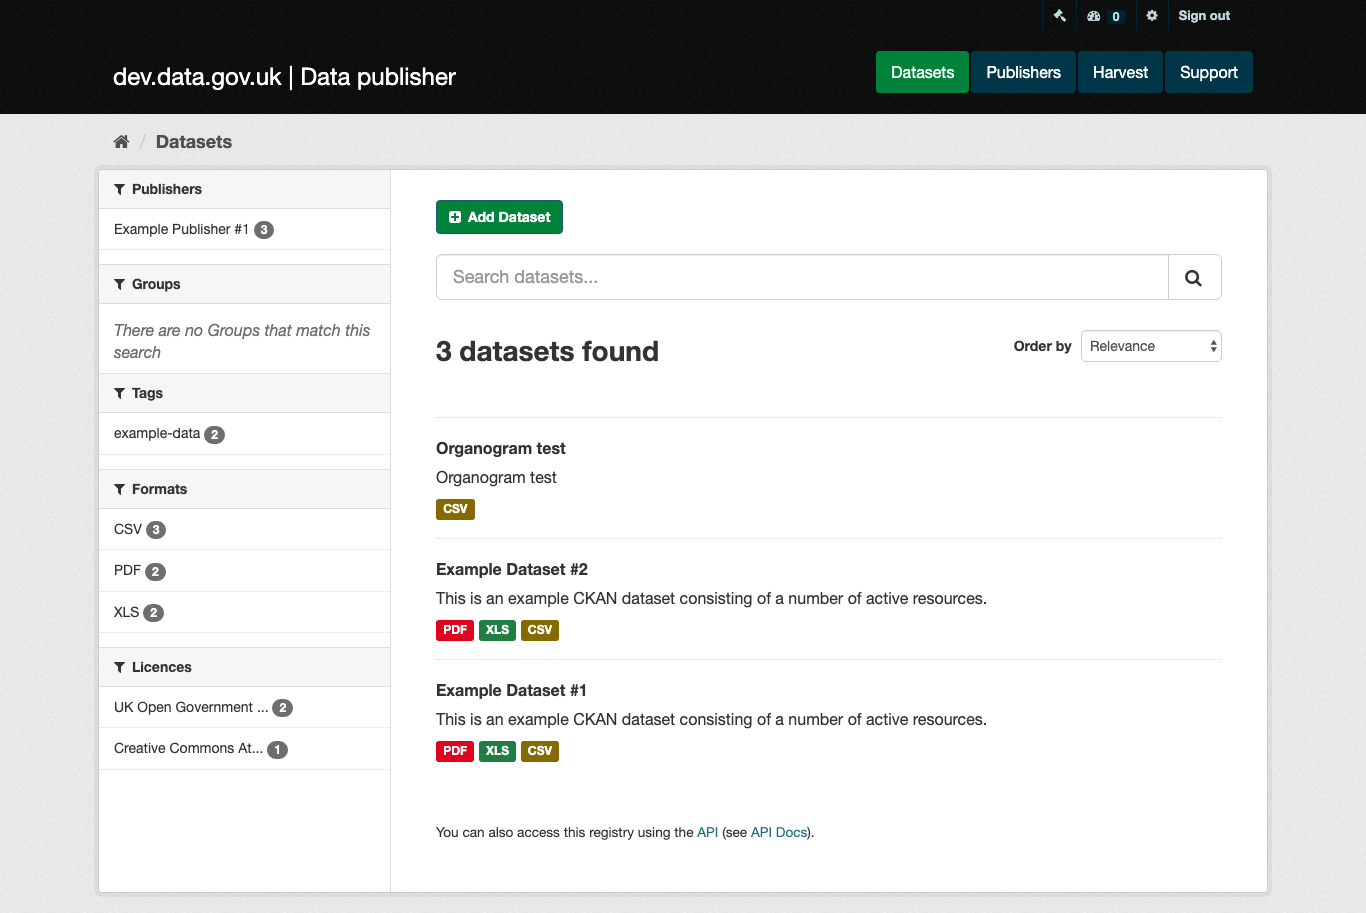 0
Sign out
dev.data.gov.uk | Data publisher
Datasets
Publishers
Harvest
Support
/ Datasets
Publishers
Example Publisher #1 3
Groups
There are no Groups that match this
search
Tags
example-data 2
Formats
CSV 3
PDF 2
XLS 2
Licences
UK Open Government ... 2
Creative Commons At... 1
Add Dataset
Search datasets...
3 datasets found
Order by Relevance
Organogram test
Organogram test
CSV
Example Dataset #2
This is an example CKAN dataset consisting of a number of active resources.
PDF XLS CSV
Example Dataset #1
This is an example CKAN dataset consisting of a number of active resources.
PDF XLS CSV
You can also access this registry using the API (see API Docs).